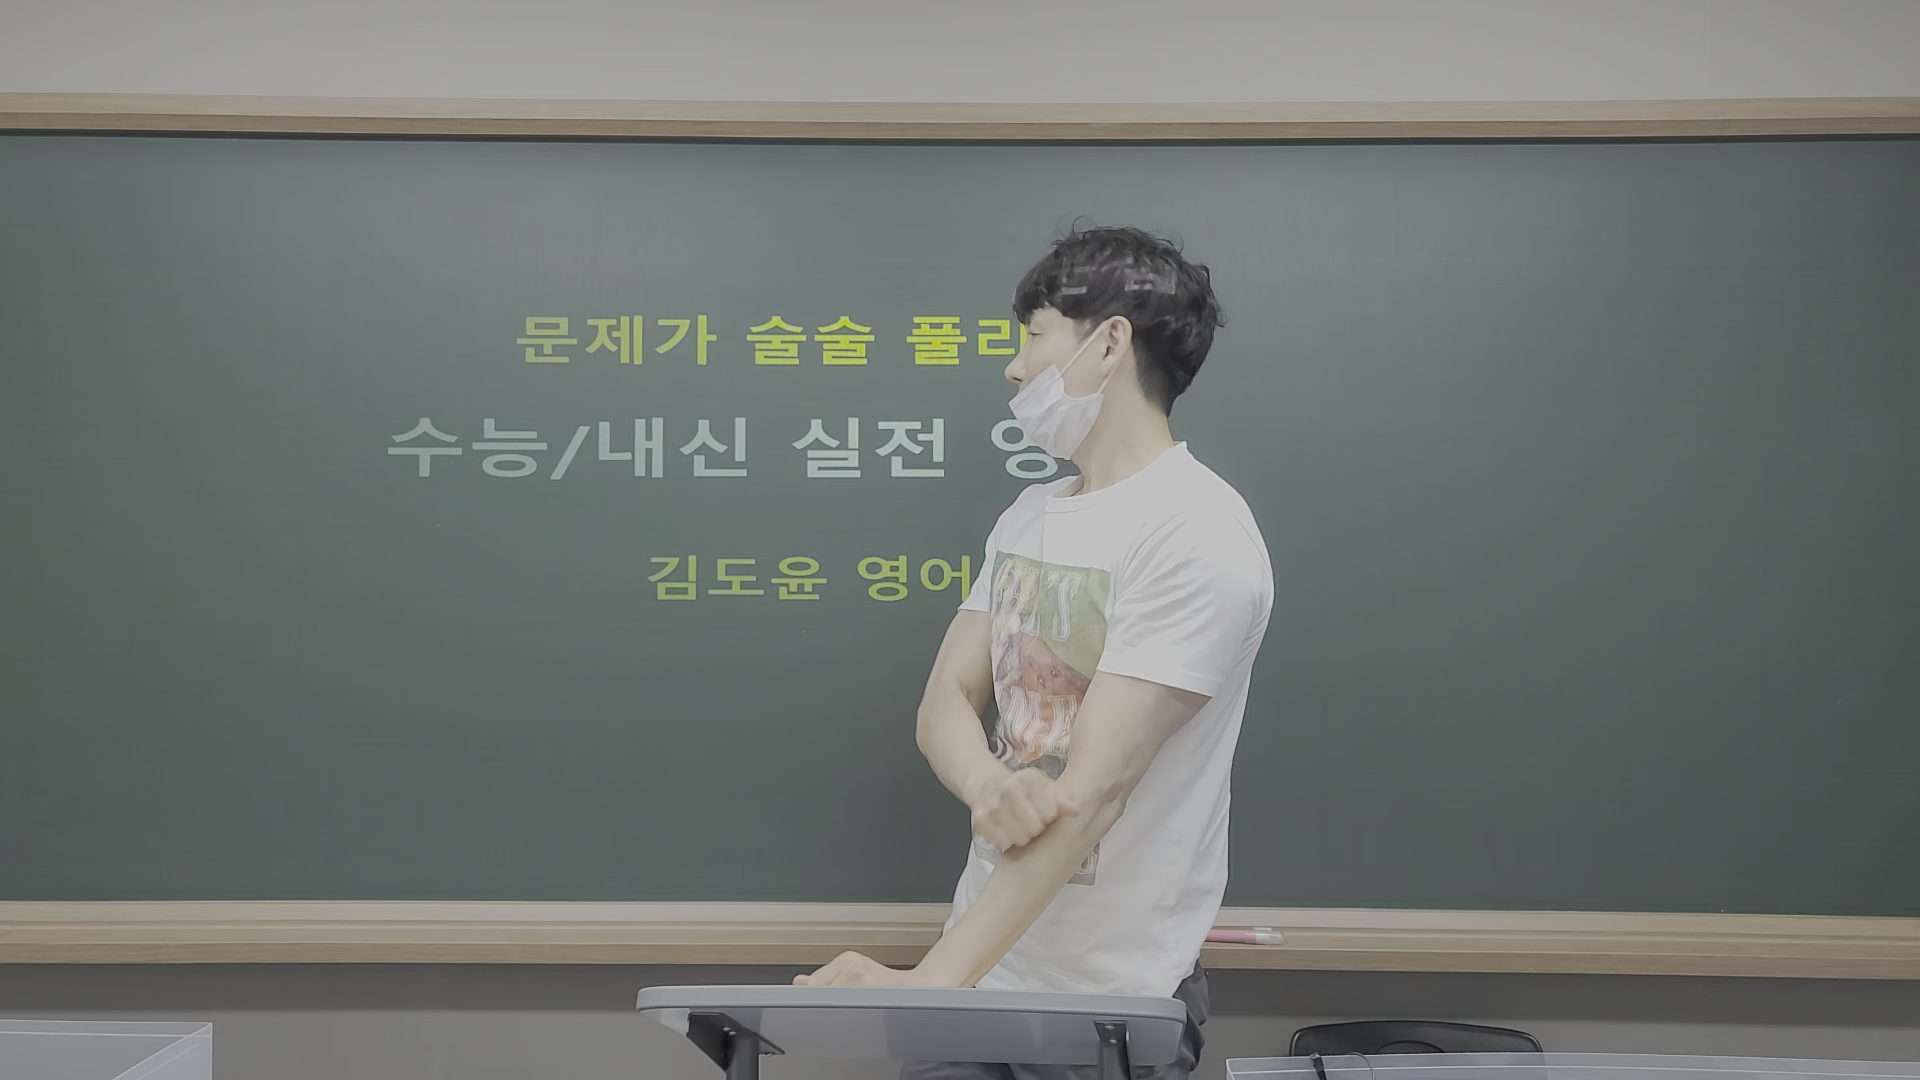 문제가 술술 풀리
수능/내신 실전 영
김도윤 영어